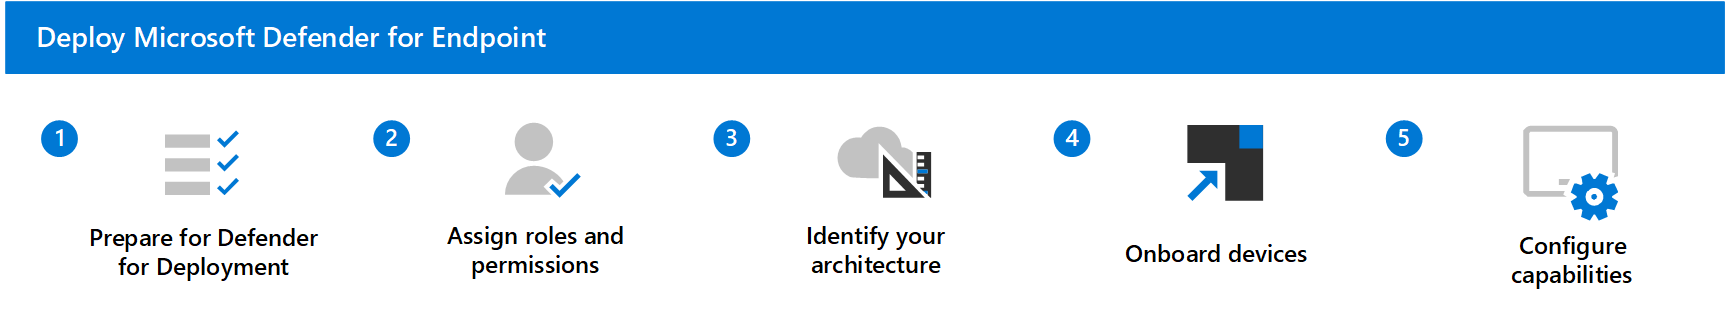 Deploy Microsoft Defender for Endpoint
1
Prepare for Defender
for Deployment
2
Assign roles and
permissions
3
Identify your
architecture
4
Onboard devices
5
Configure
capabilities